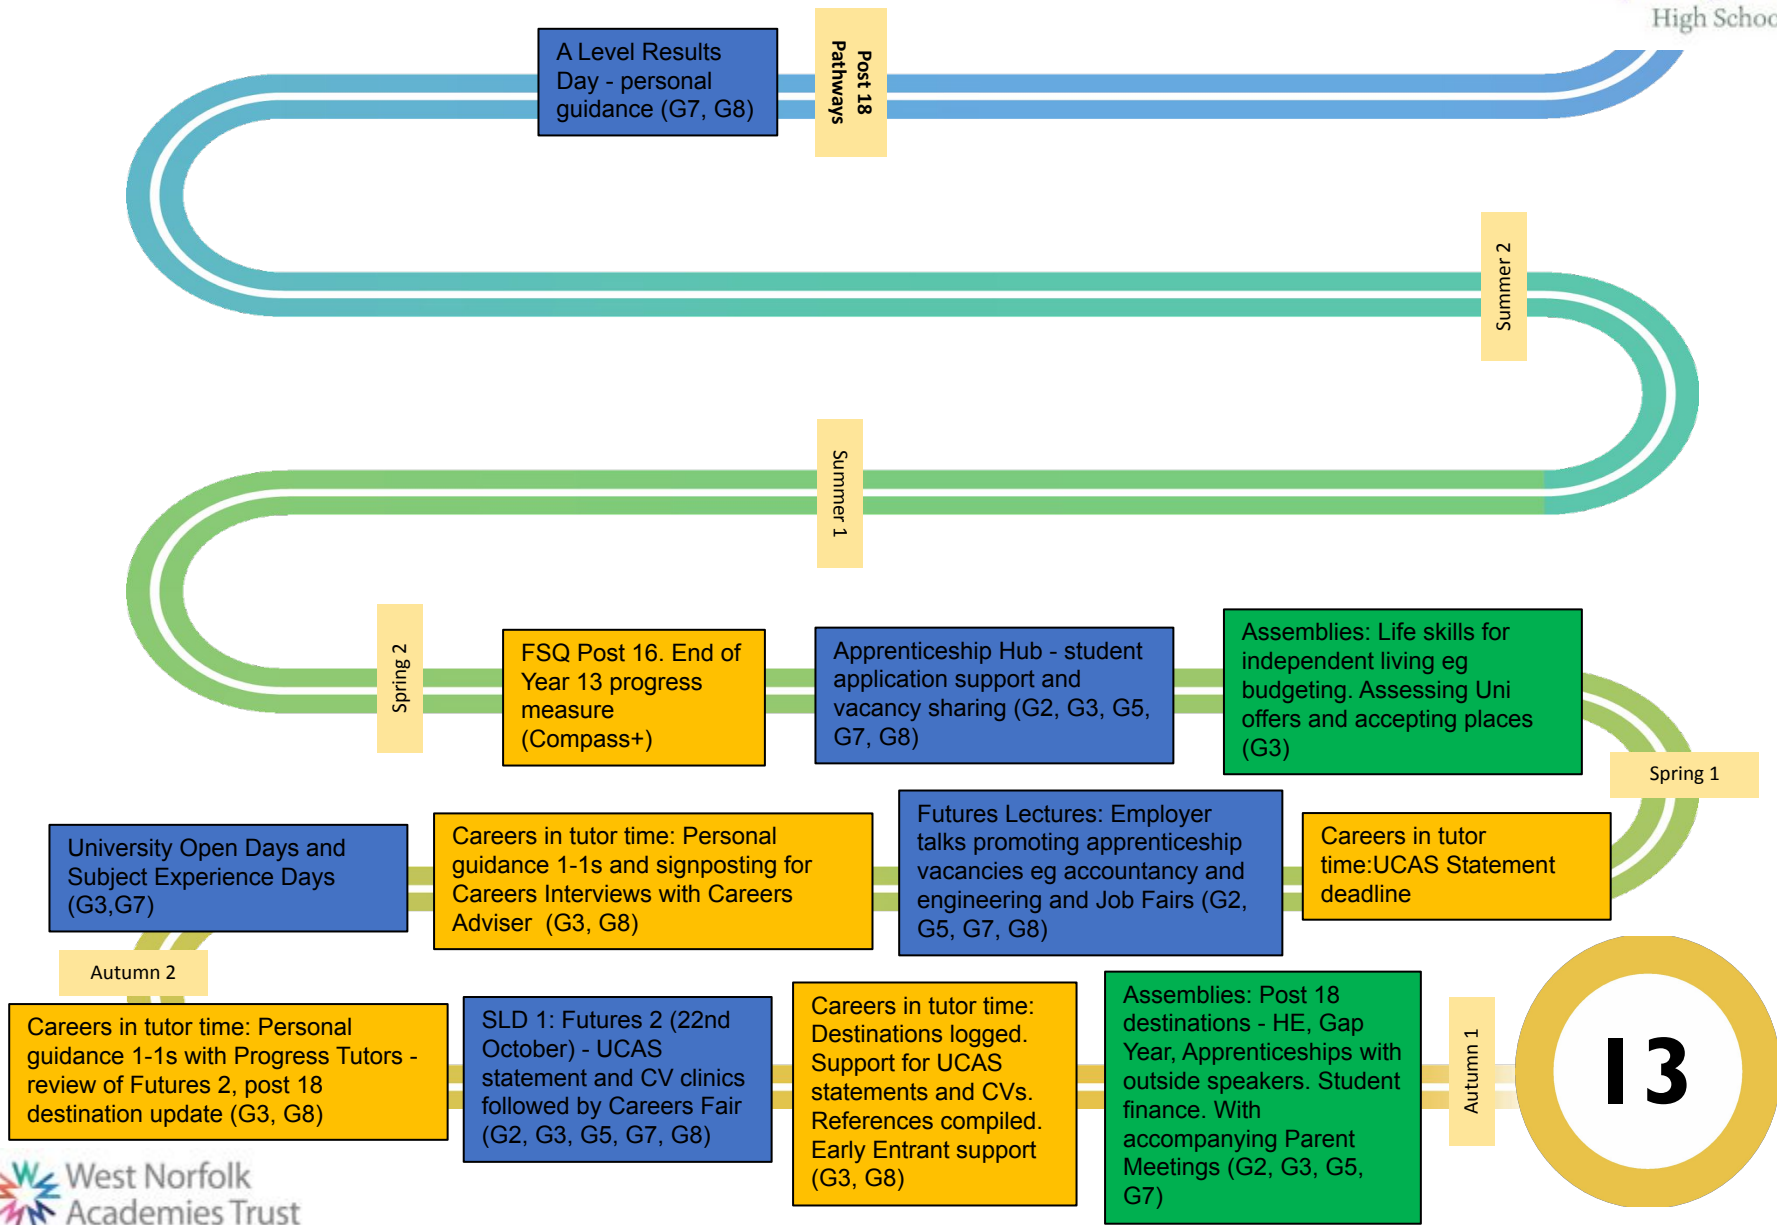 High Schoo
A Level Results
Day - personal
guidance (G7, G8)
Post 18
Pathways
Summer 2
Summer 1
Spring 2
FSQ Post 16. End of
Year 13 progress
measure
(Compass+)
Apprenticeship Hub - student
application support and
vacancy sharing (G2, G3, G5,
G7, G8)
Assemblies: Life skills for
independent living eg
budgeting. Assessing Uni
offers and accepting places
(G3)
Spring 1
University Open Days and
Subject Experience Days
(G3,G7)
Careers in tutor time: Personal
guidance 1-1s and signposting for
Careers Interviews with Careers
Adviser (G3, G8)
Futures Lectures: Employer
talks promoting apprenticeship
vacancies eg accountancy and
engineering and Job Fairs (G2,
G5, G7, G8)
Careers in tutor
time:UCAS Statement
deadline
Autumn 2
Careers in tutor time: Personal
guidance 1-1s with Progress Tutors -
review of Futures 2, post 18
destination update (G3, G8)
SLD 1: Futures 2 (22nd
October) - UCAS
statement and CV clinics
followed by Careers Fair
(G2, G3, G5, G7, G8)
Careers in tutor time:
Destinations logged.
Support for UCAS
statements and CVs.
References compiled.
Early Entrant support
(G3, G8)
Assemblies: Post 18
destinations - HE, Gap
Year, Apprenticeships with
outside speakers. Student
finance. With
accompanying Parent
Meetings (G2, G3, G5,
G7)
Autumn 1
13
West Norfolk
Academies Trust